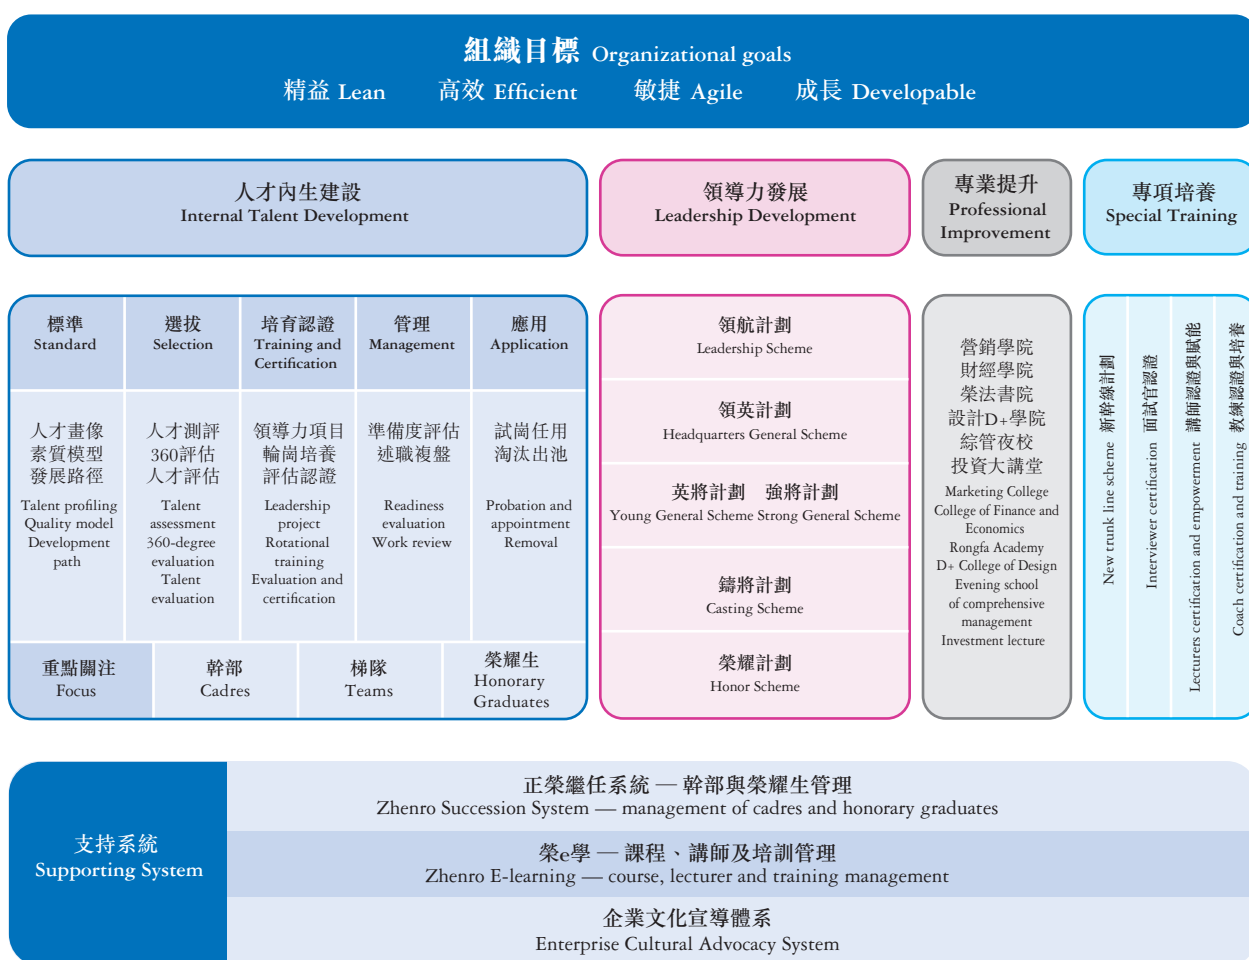 組織目標 Organizational goals
精益 Lean 高效 Efficient 敏捷 Agile 成長 Developable
人才內生建設
Internal Talent Development
領導力發展
Leadership Development
專業提升
Professional
Improvement
專項培養
Special Training
標準
Standard
選拔
Selection
培育認證
Training and
Certification
管理
Management
應用
Application
人才畫像
素質模型
發展路徑
Talent profiling
Quality model
Development
path
人才測評
360評估
人才評估
Talent
assessment
360-degree
evaluation
Talent
evaluation
領導力項目
輪崗培養
評估認證
Leadership
project
Rotational
training
Evaluation and
certification
準備度評估
述職複盤
Readiness
evaluation
Work review
試崗任用
淘汰出池
Probation and
appointment
Removal
重點關注
Focus
幹部
Cadres
梯隊
Teams
榮耀生
Honorary
Graduates
領航計劃
Leadership Scheme
領英計劃
Headquarters General Scheme
英將計劃 強將計劃
Young General Scheme Strong General Scheme
鑄將計劃
Casting Scheme
榮耀計劃
Honor Scheme
營銷學院
財經學院
榮法書院
設計D+學院
綜管夜校
投資大講堂
Marketing College
College of Finance and
Economics
Rongfa Academy
D+ College of Design
Evening school
of comprehensive
management
Investment lecture
New trunk line scheme 新幹線計劃
Interviewer certification 面試官認證
Lecturers certification and empowerment 講師認證與賦能
Coach certification and training 教練認證與培養
支持系統
Supporting System
正榮繼任系統 — 幹部與榮耀生管理
Zhenro Succession System — management of cadres and honorary graduates
榮e學 — 課程、講師及培訓管理
Zhenro E-learning — course, lecturer and training management
企業文化宣導體系
Enterprise Cultural Advocacy System